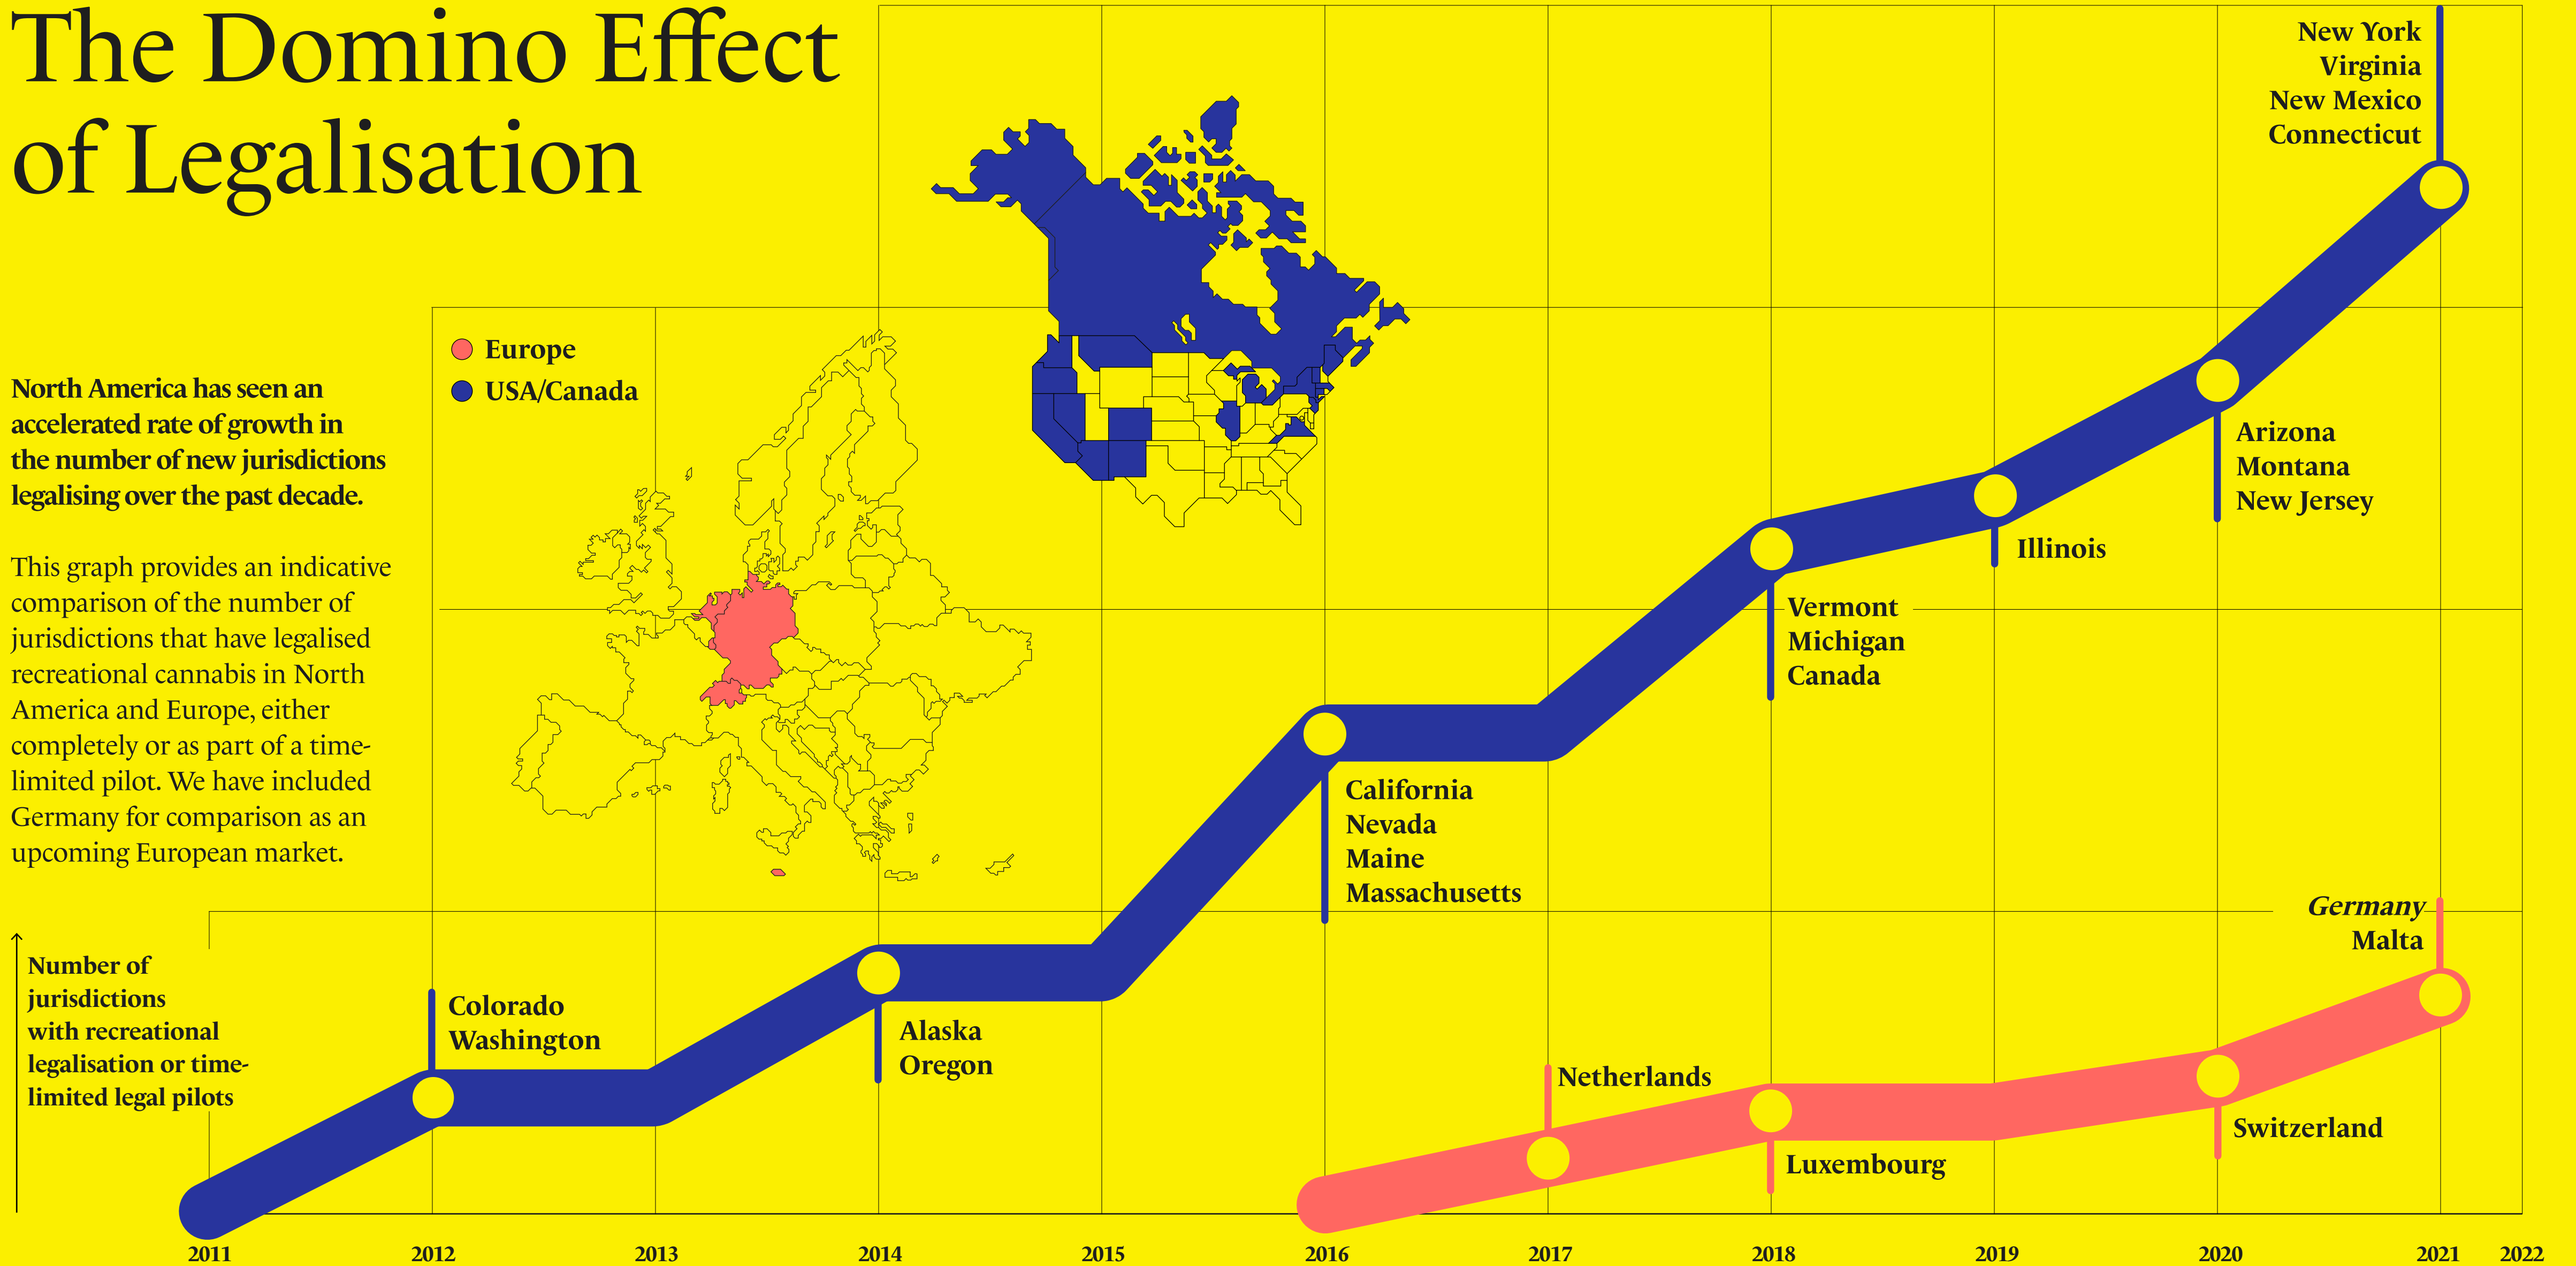 The Domino Effect
of Legalisation
North America has seen an
accelerated rate of growth in
the number of new jurisdictions
legalising over the past decade.
This graph provides an indicative
comparison of the number of
jurisdictions that have legalised
recreational cannabis in North
America and Europe, either
completely or as part of a time-
limited pilot. We have included
Germany for comparison as an
upcoming European market.
Europe
USA/Canada
Number of
jurisdictions
with recreational
legalisation or time-
limited legal pilots
Colorado
Washington
Alaska
Oregon
California
Nevada
Maine
Massachusetts
Vermont
Michigan
Canada
Illinois
Arizona
Montana
New Jersey
New York
Virginia
New Mexico
Connecticut
Netherlands
Luxembourg
Switzerland
Germany
Malta
2011 2012 2013 2014 2015 2016 2017 2018 2019 2020 2021 2022